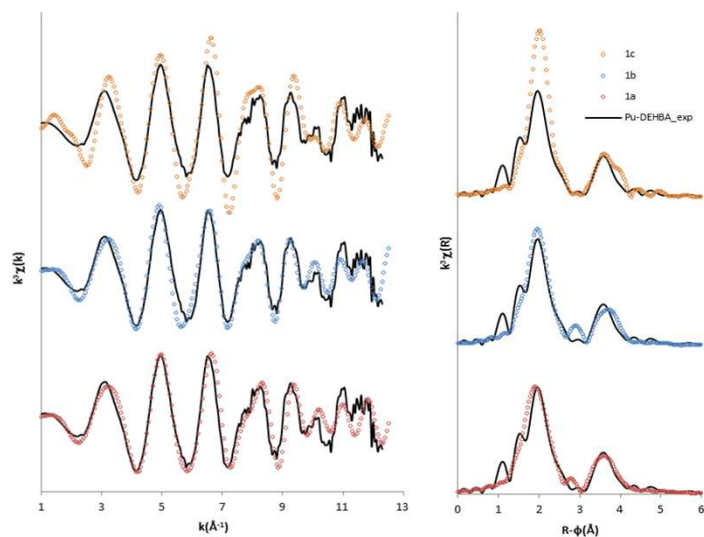 1c
1b
1a
Pu-DEHBA_exp
k³χ(k)
k³χ(R)
1 3 5 7 9 11 13
0 1 2 3 4 5 6
k(Å⁻¹)
R-ϕ(Å)